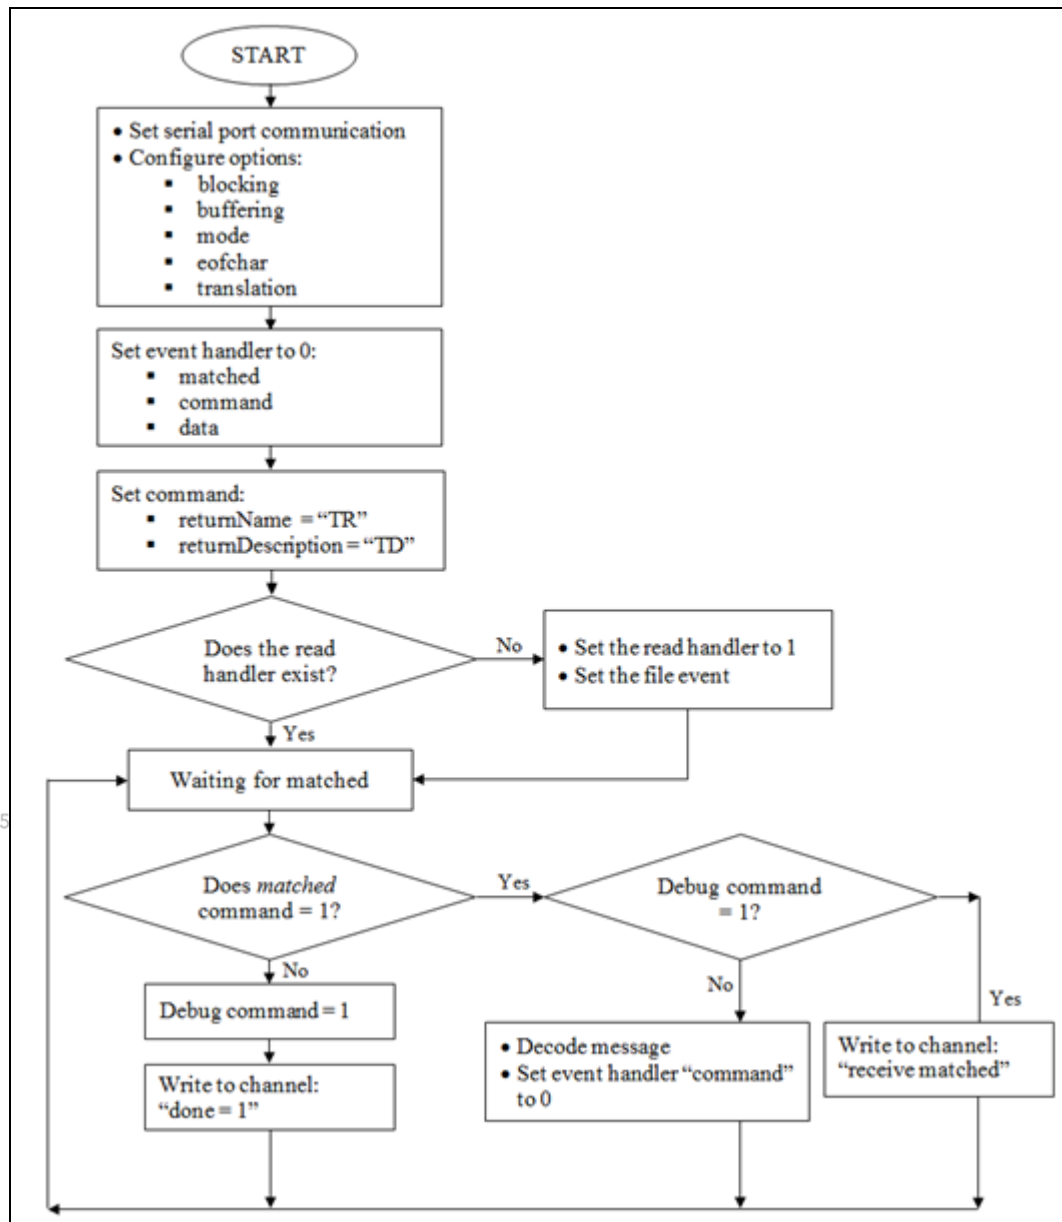 START
• Set serial port communication
• Configure options:
▪ blocking
▪ buffering
▪ mode
▪ eofchar
▪ translation
Set event handler to 0:
▪ matched
▪ command
▪ data
Set command:
▪ returnName = “TR”
▪ returnDescription = “TD”
Does the read
handler exist?
No
• Set the read handler to 1
• Set the file event
Yes
Waiting for matched
5
Does matched
command = 1?
Yes
Debug command
= 1?
No
Debug command = 1
Write to channel:
“done = 1”
No
• Decode message
• Set event handler “command”
to 0
Yes
Write to channel:
“receive matched”